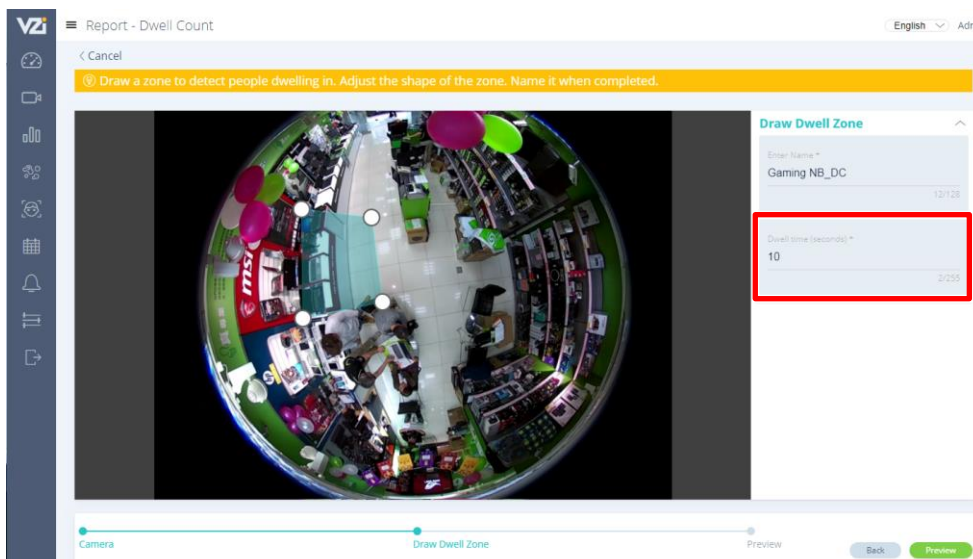 VZi
Report - Dwell Count
English
Adr
< Cancel
Draw a zone to detect people dwelling in. Adjust the shape of the zone. Name it when completed.
Draw Dwell Zone
Enter Name *
Gaming NB_DC
12/128
Dwell time (seconds) *
10
2/255
msi
Camera
Draw Dwell Zone
Preview
Back
Preview